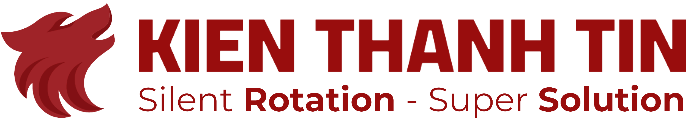 KIEN THANH TIN
Silent Rotation - Super Solution